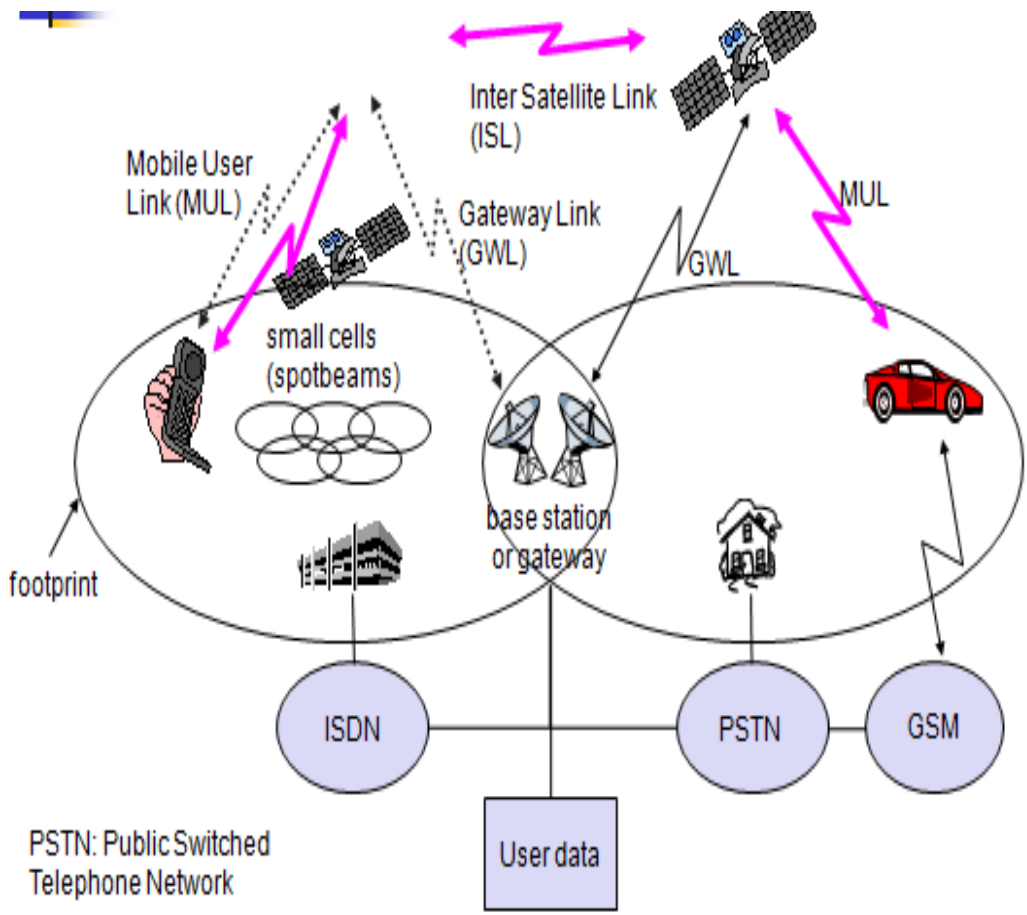 Inter Satellite Link
(ISL)
Mobile User
Link (MUL)
Gateway Link
(GWL)
MUL
GWL
small cells
(spotbeams)
base station
or gateway
footprint
ISDN
PSTN
GSM
User data
PSTN: Public Switched
Telephone Network